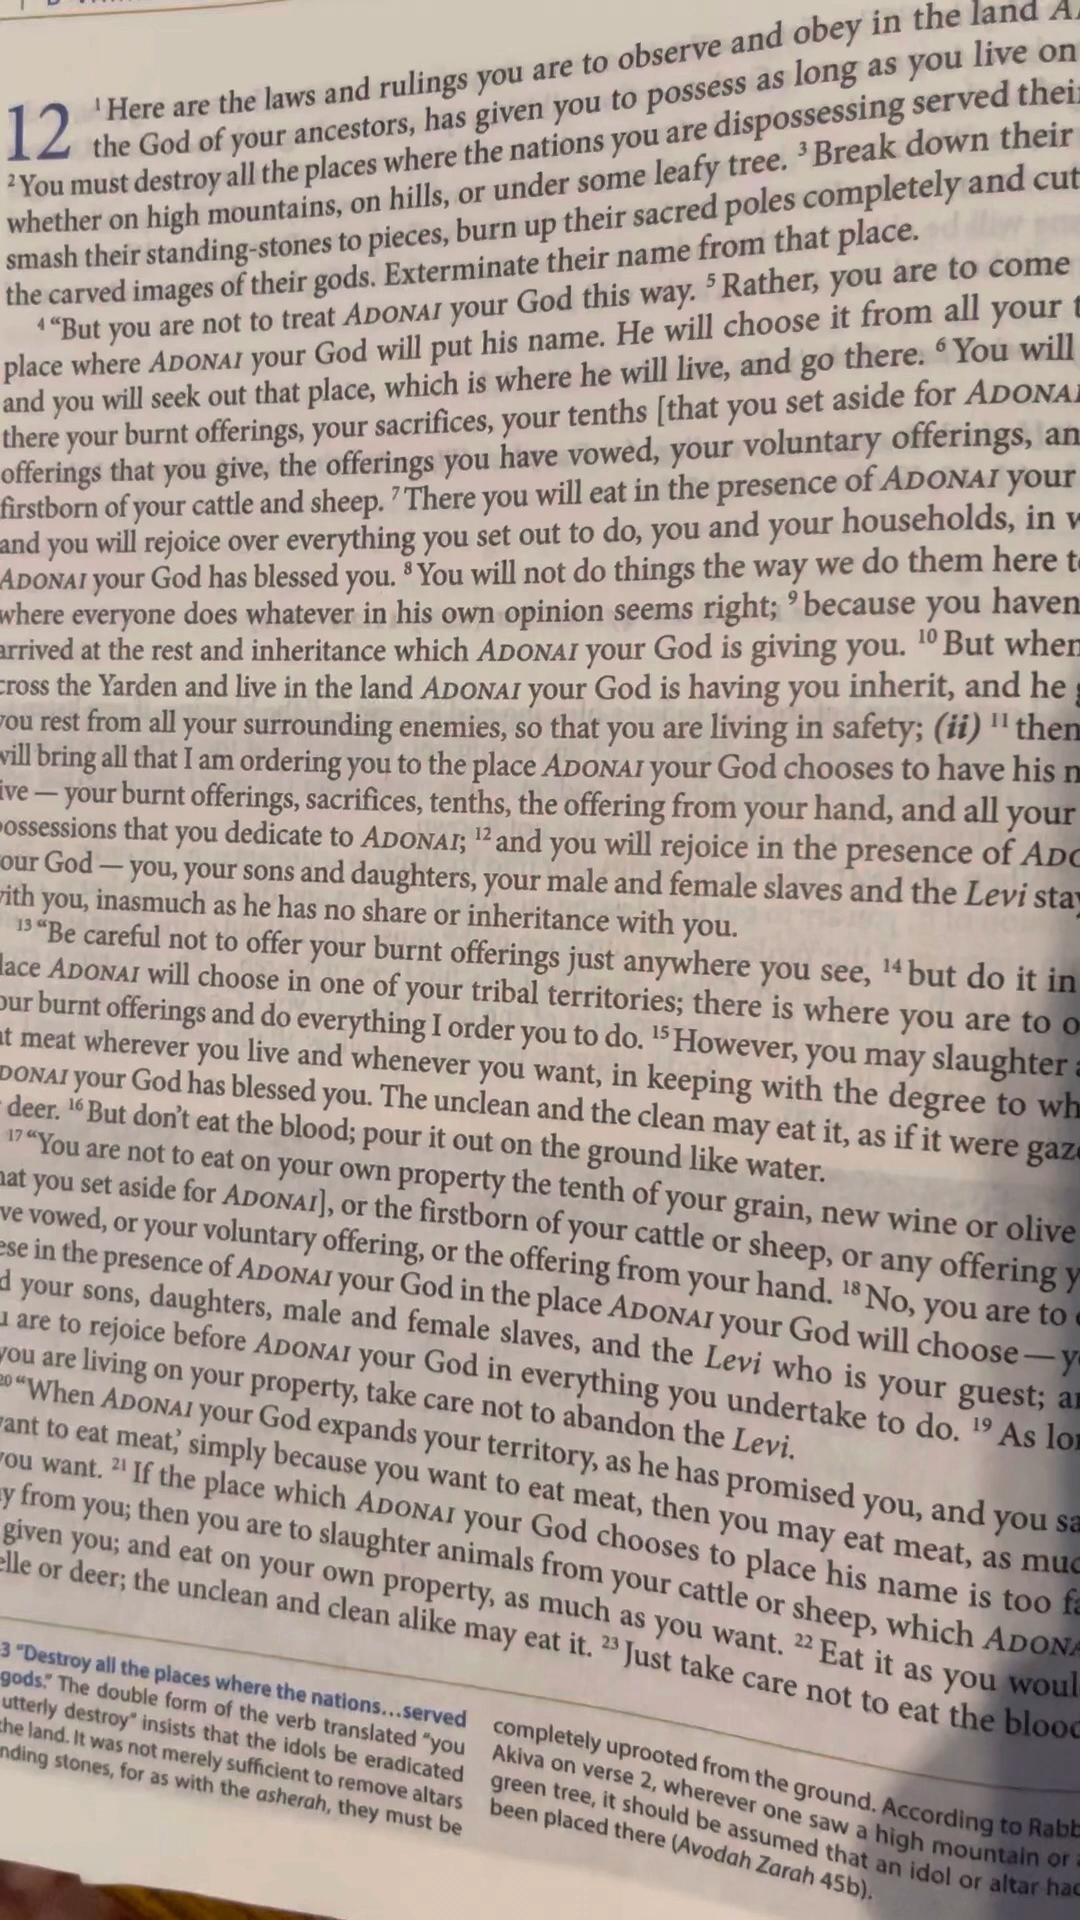 12 ¹Here are the laws and rulings you are to observe and obey in the land
the God of your ancestors, has given you to possess as long as you live on
²You must destroy all the places where the nations you are dispossessing served
whether on high mountains, on hills, or under some leafy tree. ³Break down their
smash their standing-stones to pieces, burn up their sacred poles completely and cut
the carved images of their gods. Exterminate their name from that place.
⁴“But you are not to treat ADONAI your God this way. ⁵Rather, you are to come
place where ADONAI your God will put his name. He will choose it from all your
and you will seek out that place, which is where he will live, and go there. ⁶You will
there your burnt offerings, your sacrifices, your tenths [that you set aside for ADONAI
offerings that you give, the offerings you have vowed, your voluntary offerings, an
firstborn of your cattle and sheep. ⁷There you will eat in the presence of ADONAI your
and you will rejoice over everything you set out to do, you and your households, in
ADONAI your God has blessed you. ⁸You will not do things the way we do them here
where everyone does whatever in his own opinion seems right; ⁹because you haven
arrived at the rest and inheritance which ADONAI your God is giving you. ¹⁰But when
cross the Yarden and live in the land ADONAI your God is having you inherit, and he
you rest from all your surrounding enemies, so that you are living in safety; (ii) ¹¹then
will bring all that I am ordering you to the place ADONAI your God chooses to have his
ive — your burnt offerings, sacrifices, tenths, the offering from your hand, and all your
possessions that you dedicate to ADONAI; ¹²and you will rejoice in the presence of ADO
our God — you, your sons and daughters, your male and female slaves and the Levi stay
with you, inasmuch as he has no share or inheritance with you.
¹³“Be careful not to offer your burnt offerings just anywhere you see, ¹⁴but do it in
lace ADONAI will choose in one of your tribal territories; there is where you are to o
our burnt offerings and do everything I order you to do. ¹⁵However, you may slaughter
at meat wherever you live and whenever you want, in keeping with the degree to wh
DONAI your God has blessed you. The unclean and the clean may eat it, as if it were gaz
deer. ¹⁶But don’t eat the blood; pour it out on the ground like water.
¹⁷“You are not to eat on your own property the tenth of your grain, new wine or olive
hat you set aside for ADONAI], or the firstborn of your cattle or sheep, or any offering y
ve vowed, or your voluntary offering, or the offering from your hand. ¹⁸No, you are to
ese in the presence of ADONAI your God in the place ADONAI your God will choose — y
d your sons, daughters, male and female slaves, and the Levi who is your guest; a
u are to rejoice before ADONAI your God in everything you undertake to do. ¹⁹As lo
you are living on your property, take care not to abandon the Levi.
²⁰“When ADONAI your God expands your territory, as he has promised you, and you sa
want to eat meat,’ simply because you want to eat meat, then you may eat meat, as muc
you want. ²¹If the place which ADONAI your God chooses to place his name is too fa
y from you; then you are to slaughter animals from your cattle or sheep, which ADONA
given you; and eat on your own property, as much as you want. ²²Eat it as you woul
elle or deer; the unclean and clean alike may eat it. ²³Just take care not to eat the blood
3 “Destroy all the places where the nations…served
gods.” The double form of the verb translated “you
utterly destroy” insists that the idols be eradicated
the land. It was not merely sufficient to remove altars
nding stones, for as with the asherah, they must be
completely uprooted from the ground. According to Rabb
Akiva on verse 2, wherever one saw a high mountain or
green tree, it should be assumed that an idol or altar had
been placed there (Avodah Zarah 45b).